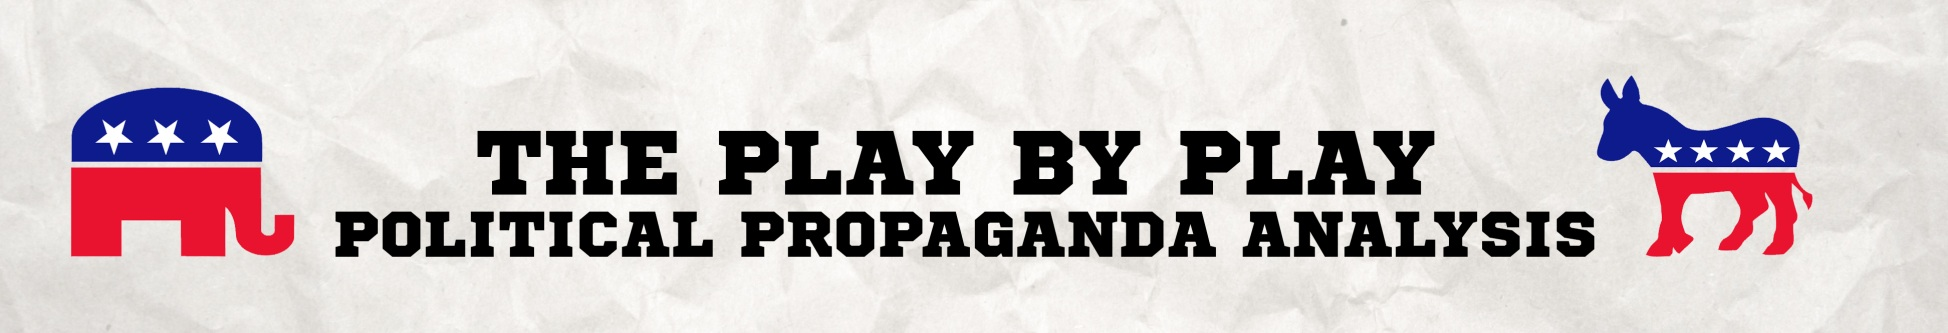 THE PLAY BY PLAY
POLITICAL PROPAGANDA ANALYSIS